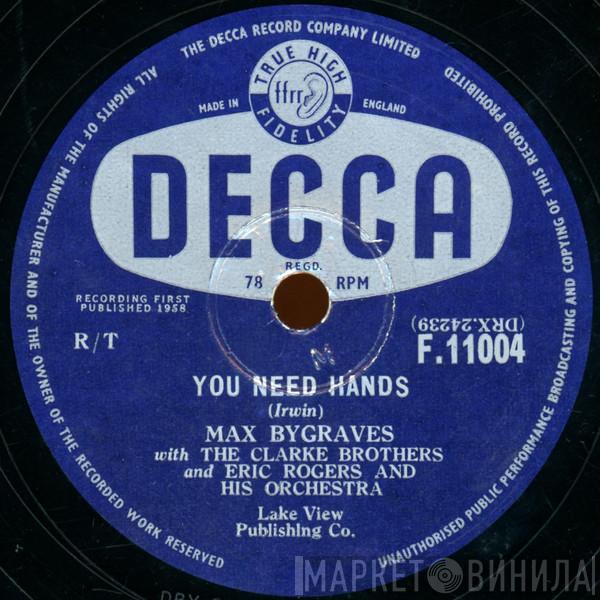 ALL RIGHTS OF THE MANUFACTURER AND OF THE OWNER OF THE RECORDED WORK RESERVED
THE DECCA RECORD COMPANY LIMITED
UNAUTHORISED PUBLIC PERFORMANCE BROADCASTING AND COPYING OF THIS RECORD PROHIBITED
TRUE HIGH
ffrr
FIDELITY
MADE IN
ENGLAND
DECCA
REGD.
78 RPM
RECORDING FIRST
PUBLISHED 1958
R/T
(DRX.24239)
F.11004
M
YOU NEED HANDS
(Irwin)
MAX BYGRAVES
with THE CLARKE BROTHERS
and ERIC ROGERS AND
HIS ORCHESTRA
Lake View
Publishing Co.
МАРКЕТ ВИНИЛА